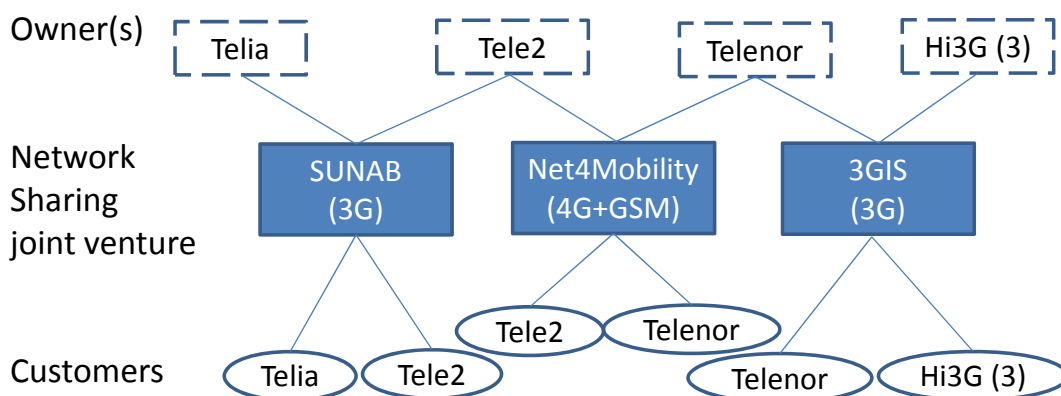 Owner(s)
Telia
Tele2
Telenor
Hi3G (3)
Network
Sharing
joint venture
SUNAB
(3G)
Net4Mobility
(4G+GSM)
3GIS
(3G)
Customers
Telia
Tele2
Tele2
Telenor
Telenor
Hi3G (3)